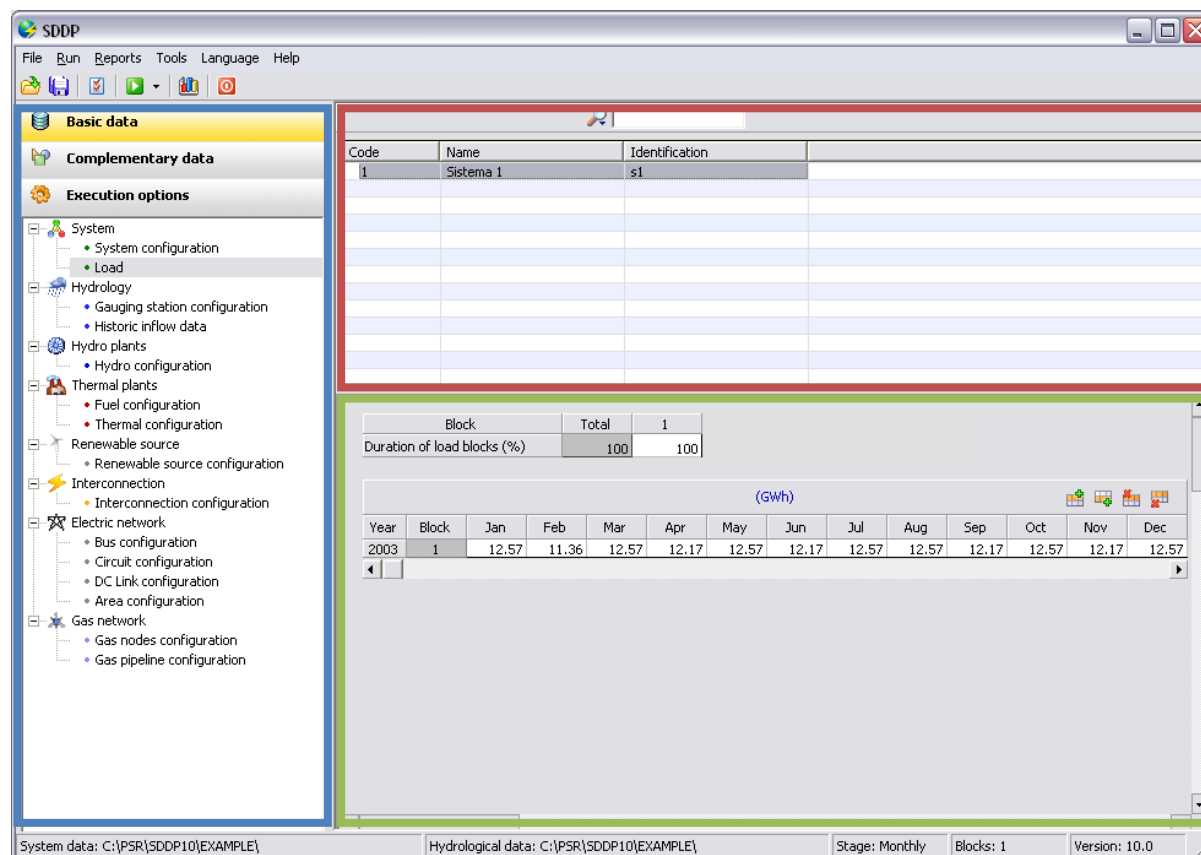 SDDP
File Run Reports Tools Language Help
Basic data
Complementary data
Execution options
System
System configuration
Load
Hydrology
Gauging station configuration
Historic inflow data
Hydro plants
Hydro configuration
Thermal plants
Fuel configuration
Thermal configuration
Renewable source
Renewable source configuration
Interconnection
Interconnection configuration
Electric network
Bus configuration
Circuit configuration
DC Link configuration
Area configuration
Gas network
Gas nodes configuration
Gas pipeline configuration
Code Name Identification
1 Sistema 1 s1
Block Total 1
Duration of load blocks (%) 100 100
(GWh)
Year Block Jan Feb Mar Apr May Jun Jul Aug Sep Oct Nov Dec
2003 1 12.57 11.36 12.57 12.17 12.57 12.17 12.57 12.57 12.17 12.57 12.17 12.57
System data: C:\PSR\SDDP10\EXAMPLE\ Hydrological data: C:\PSR\SDDP10\EXAMPLE\ Stage: Monthly Blocks: 1 Version: 10.0